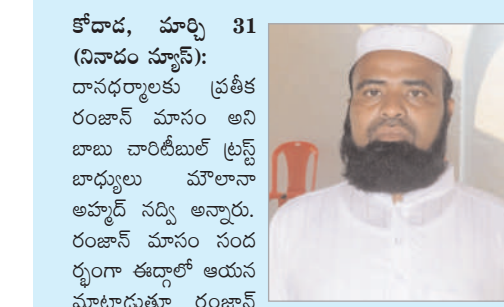 కోదాడ, మార్చి 31
(నినాదం న్యూస్):
దానధర్మాలకు ప్రతీక
రంజాన్ మాసం అని
బాబు చారిటీబుల్ ట్రస్ట్
బాధ్యులు మౌలానా
అహ్మద్ నద్వి అన్నారు.
రంజాన్ మాసం సంద
ర్భంగా ఈద్గాలో ఆయన
మాట్లాడుతూ రంజాన్